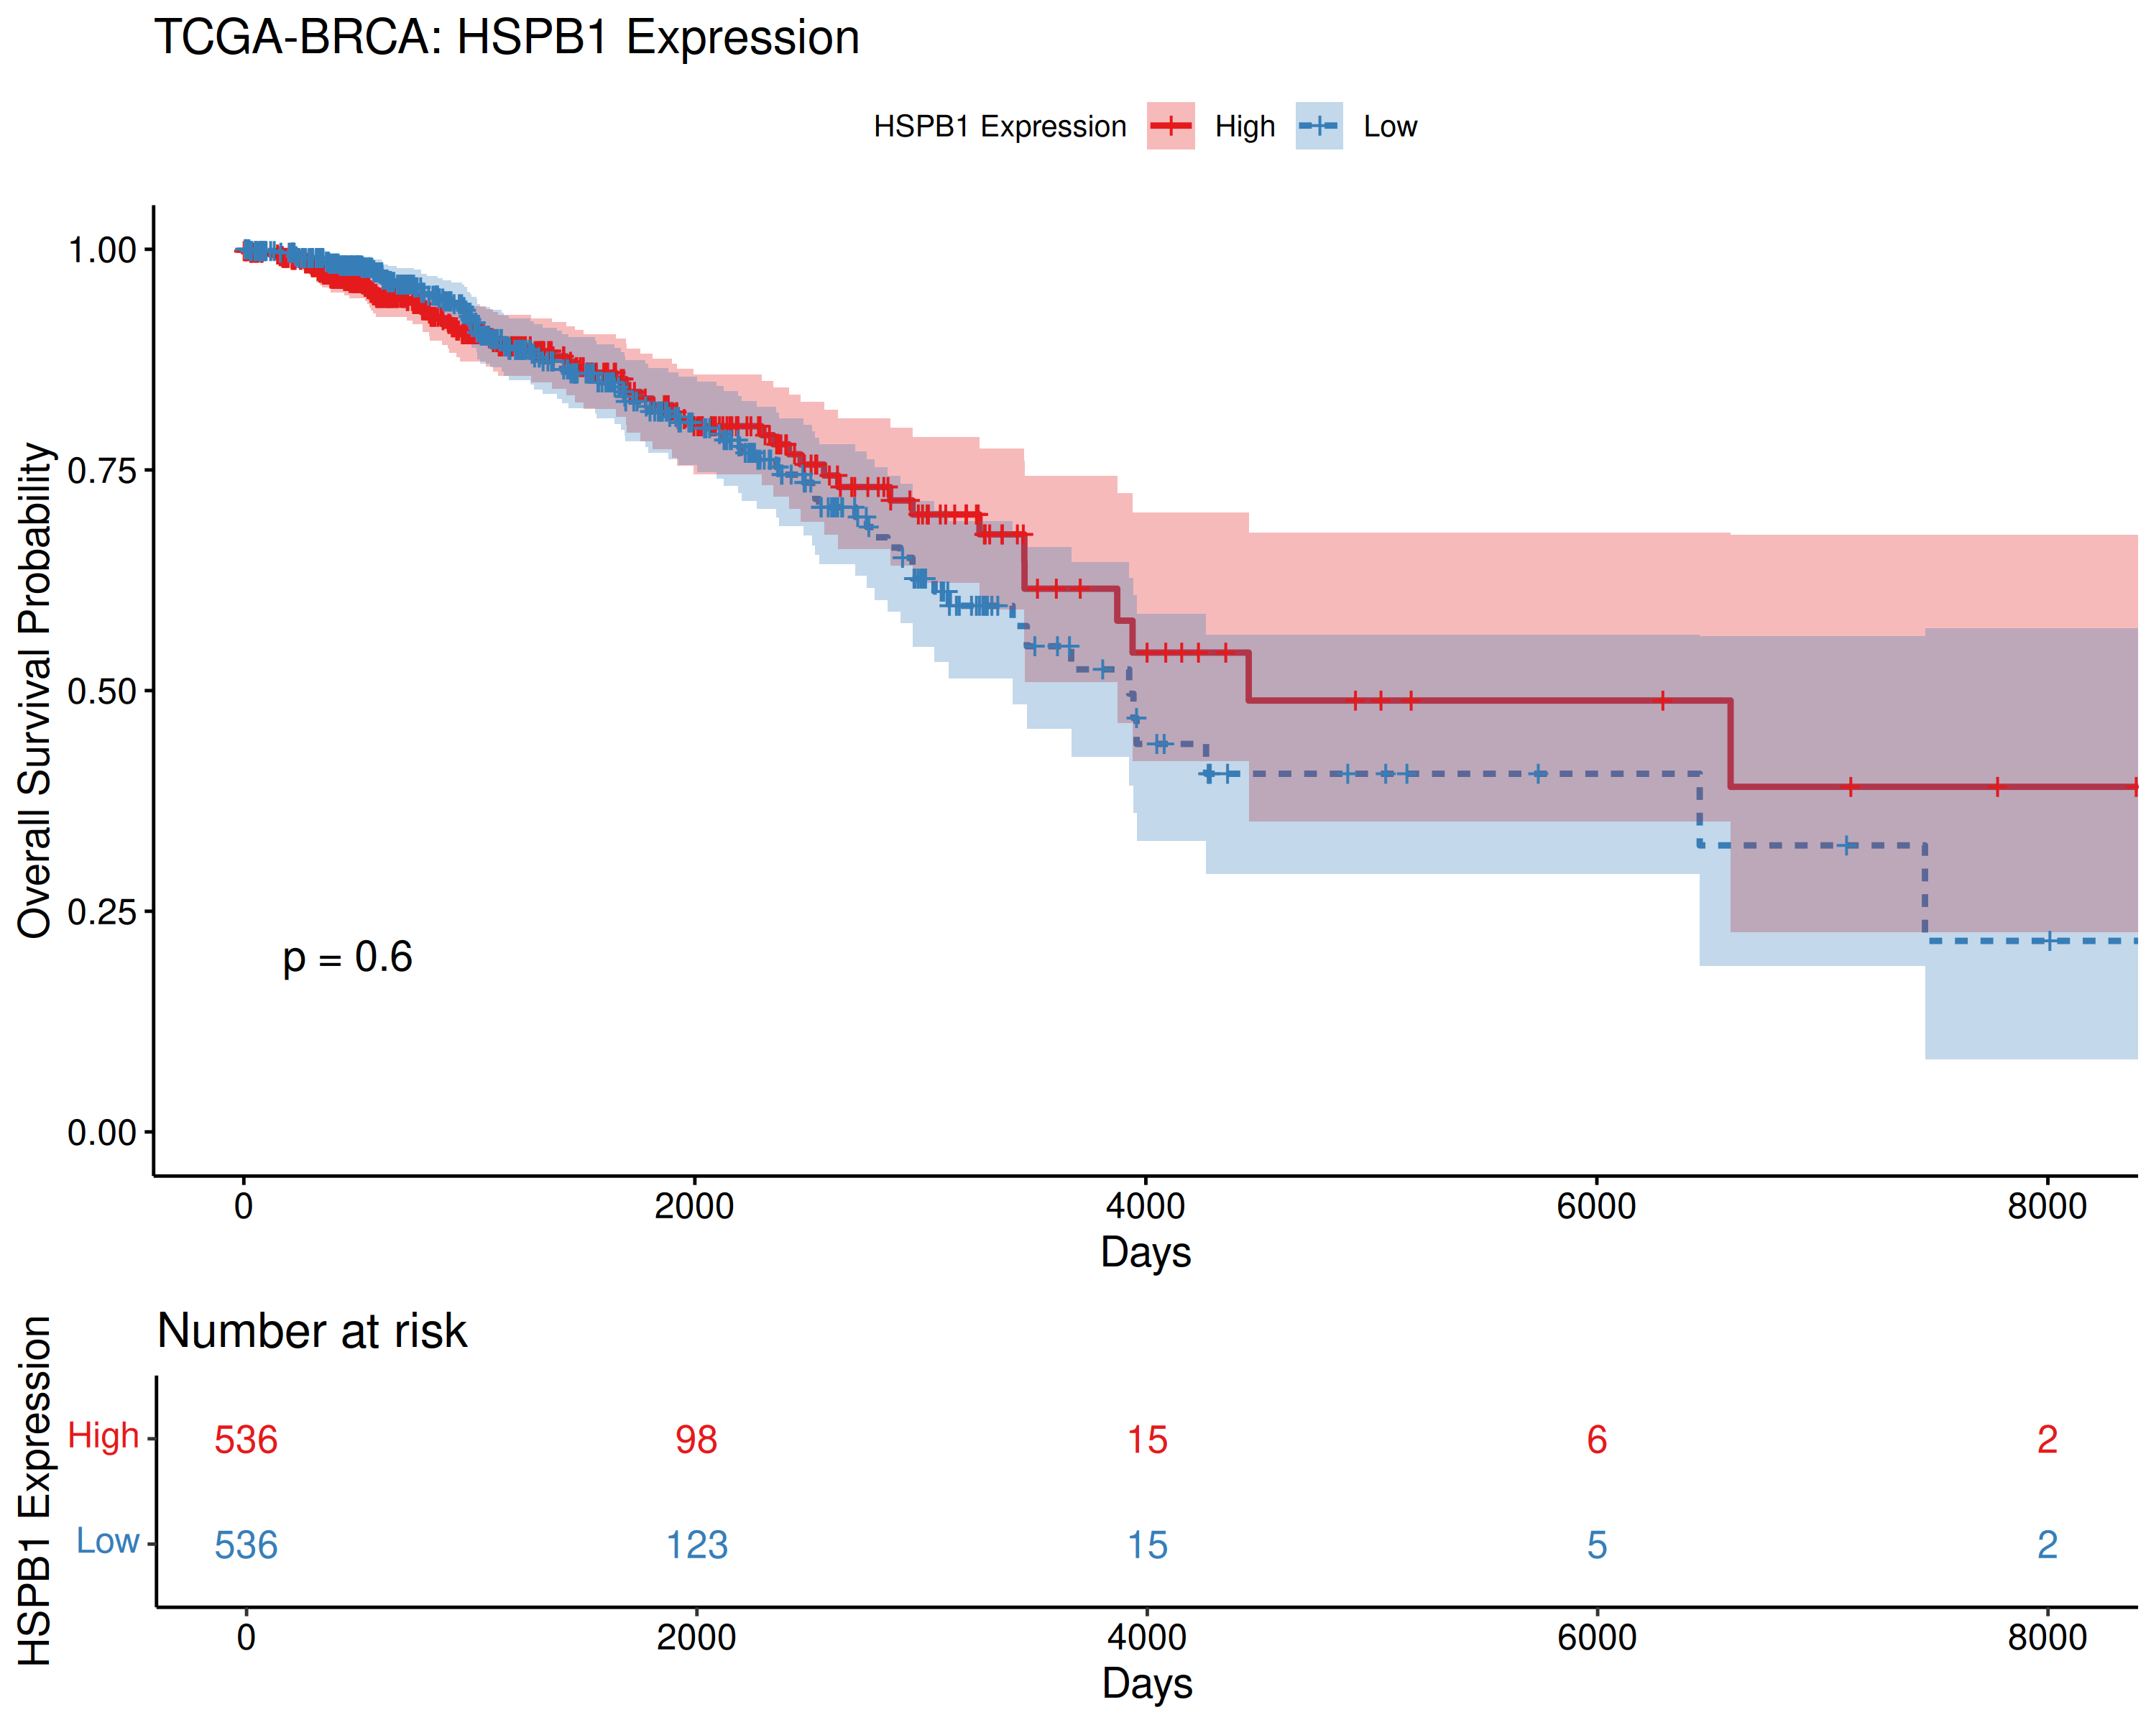 TCGA-BRCA: HSPB1 Expression
HSPB1 Expression High Low
Overall Survival Probability
1.00
0.75
0.50
0.25
0.00
p = 0.6
0 2000 4000 6000 8000
Days
Number at risk
HSPB1 Expression
High 536 98 15 6 2
Low 536 123 15 5 2
0 2000 4000 6000 8000
Days